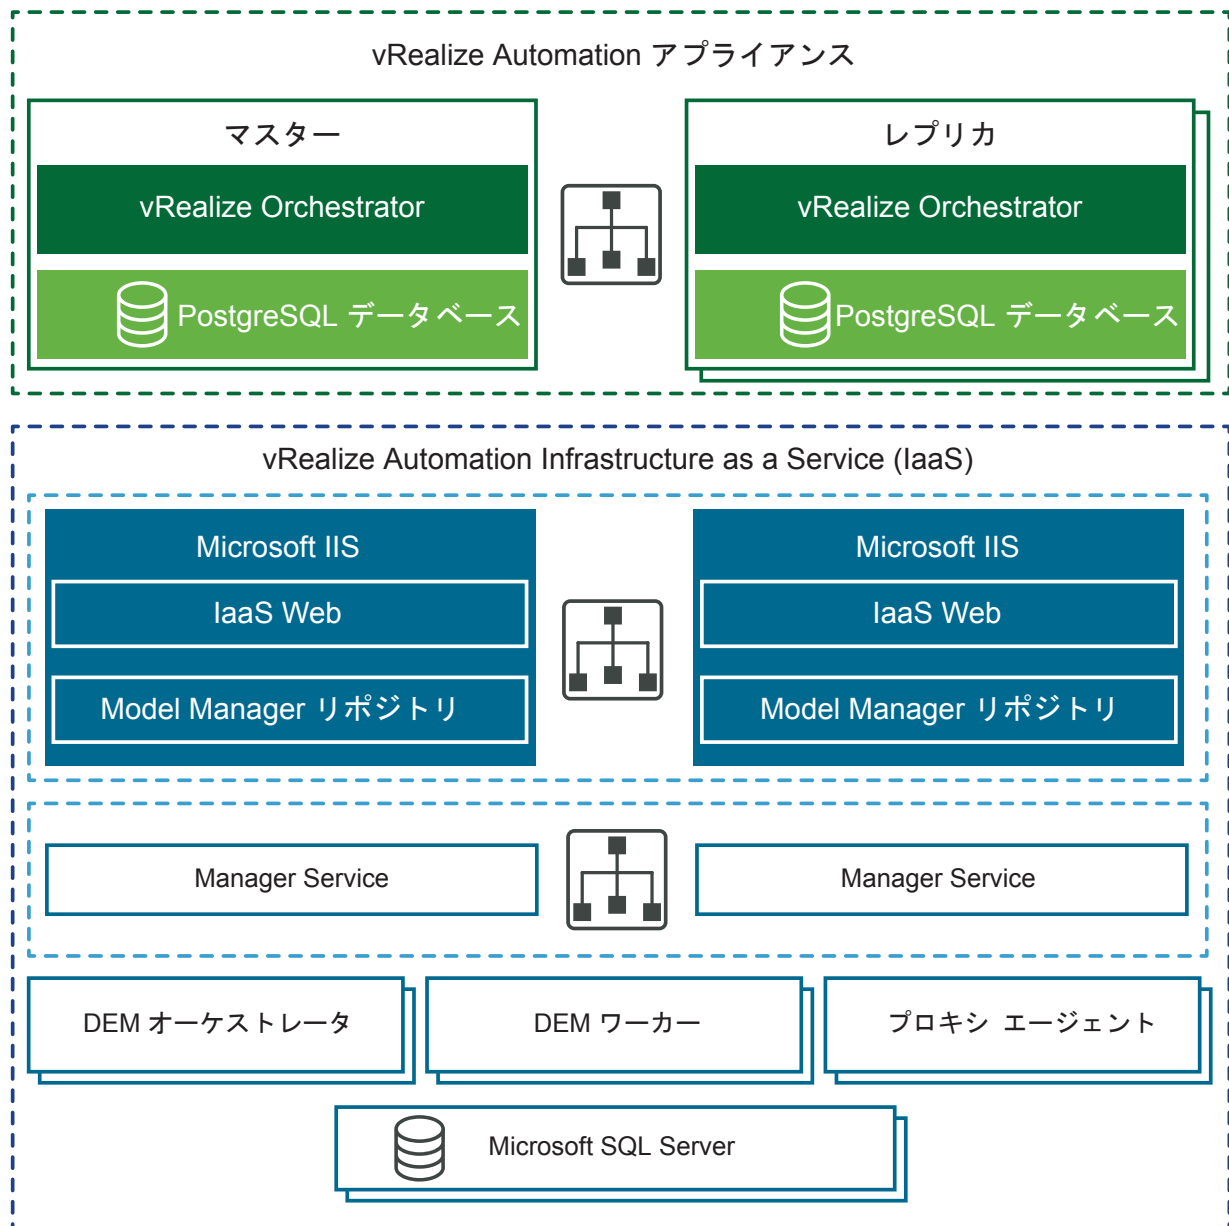 vRealize Automation アプライアンス
マスター
vRealize Orchestrator
PostgreSQL データベース
レプリカ
vRealize Orchestrator
PostgreSQL データベース
vRealize Automation Infrastructure as a Service (IaaS)
Microsoft IIS
IaaS Web
Model Manager リポジトリ
Microsoft IIS
IaaS Web
Model Manager リポジトリ
Manager Service
Manager Service
DEM オーケストレータ
DEM ワーカー
プロキシ エージェント
Microsoft SQL Server